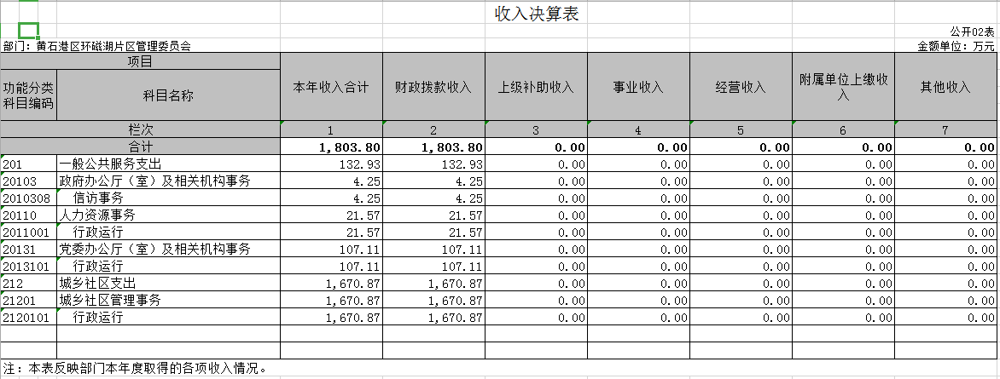 收入决算表
公开02表
部门：黄石港区环磁湖片区管理委员会 金额单位：万元
项目 本年收入合计 财政拨款收入 上级补助收入 事业收入 经营收入 附属单位上缴收入 其他收入
功能分类科目编码 科目名称
栏次 1 2 3 4 5 6 7
合计 1,803.80 1,803.80 0.00 0.00 0.00 0.00 0.00
201 一般公共服务支出 132.93 132.93 0.00 0.00 0.00 0.00 0.00
20103 政府办公厅（室）及相关机构事务 4.25 4.25 0.00 0.00 0.00 0.00 0.00
2010308 信访事务 4.25 4.25 0.00 0.00 0.00 0.00 0.00
20110 人力资源事务 21.57 21.57 0.00 0.00 0.00 0.00 0.00
2011001 行政运行 21.57 21.57 0.00 0.00 0.00 0.00 0.00
20131 党委办公厅（室）及相关机构事务 107.11 107.11 0.00 0.00 0.00 0.00 0.00
2013101 行政运行 107.11 107.11 0.00 0.00 0.00 0.00 0.00
212 城乡社区支出 1,670.87 1,670.87 0.00 0.00 0.00 0.00 0.00
21201 城乡社区管理事务 1,670.87 1,670.87 0.00 0.00 0.00 0.00 0.00
2120101 行政运行 1,670.87 1,670.87 0.00 0.00 0.00 0.00 0.00
注：本表反映部门本年度取得的各项收入情况。